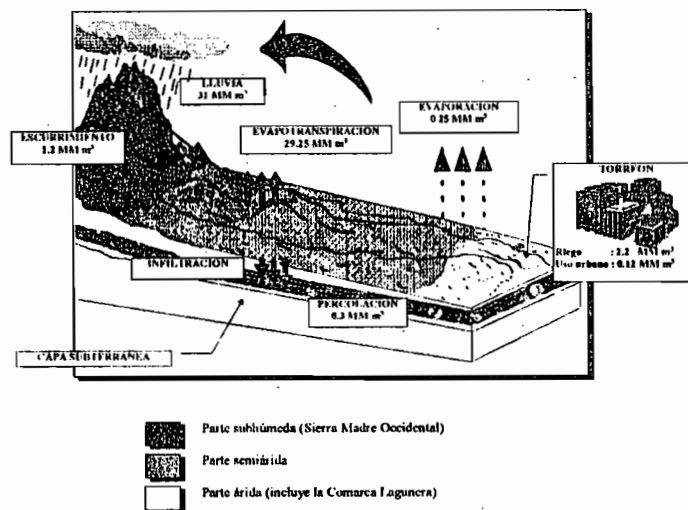 LLUVIA
31 MM m³
ESCURRIMIENTO
1.2 MM m³
EVAPOTRANSPIRACION
29.25 MM m³
EVAPORACION
0.25 MM m³
TORREON
Riego : 2.2 MM m³
Uso urbano : 0.12 MM m³
INFILTRACION
PERCOLACION
0.3 MM m³
CAPA SUBTERRANEA
Parte subhúmeda (Sierra Madre Occidental)
Parte semiárida
Parte árida (incluye la Comarca Lagunera)